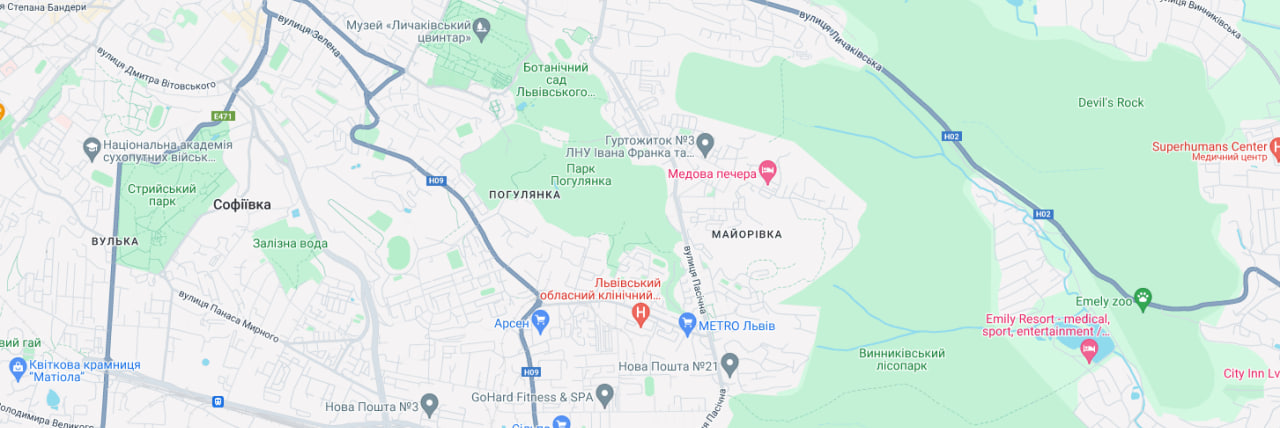 я Степана Бандери
вулиця Зелена
Музей «Личаківський
цвинтар»
вулиця Личаківська
вулиця Винниківська
вулиця Дмитра Вітовського
Ботанічний
сад
Львівського...
Devil's Rock
E471
H02
Національна академія
сухопутних військ...
Гуртожиток №3
ЛНУ Івана Франка та...
Superhumans Center
Медичний центр
Парк
Погулянка
Медова печера
H09
Стрийський
парк
ПОГУЛЯНКА
Софіївка
H02
ВУЛЬКА
Залізна вода
МАЙОРІВКА
вулиця Пасічна
вулиця Панаса Мирного
Львівський
обласний клінічний...
Emely zoo
Арсен
METRO Львів
Emily Resort - medical,
sport, entertainment /...
вий гай
Квіткова крамниця
"Матіола"
Винниківський
лісопарк
Нова Пошта №21
H09
City Inn Lv
GoHard Fitness & SPA
Нова Пошта №3
Пасічна
олодимира Великого